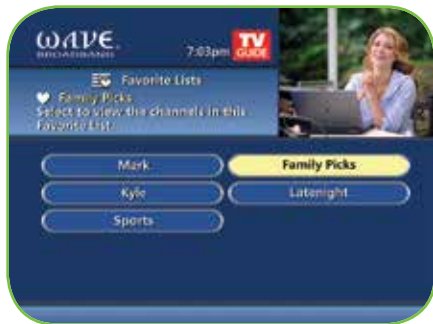 WAVE
BROADBAND
7:03pm TV
GUIDE
Favorite Lists
Family Picks
Select to view the channels in this
Favorite List.
Mark Family Picks
Kyle Latenight
Sports